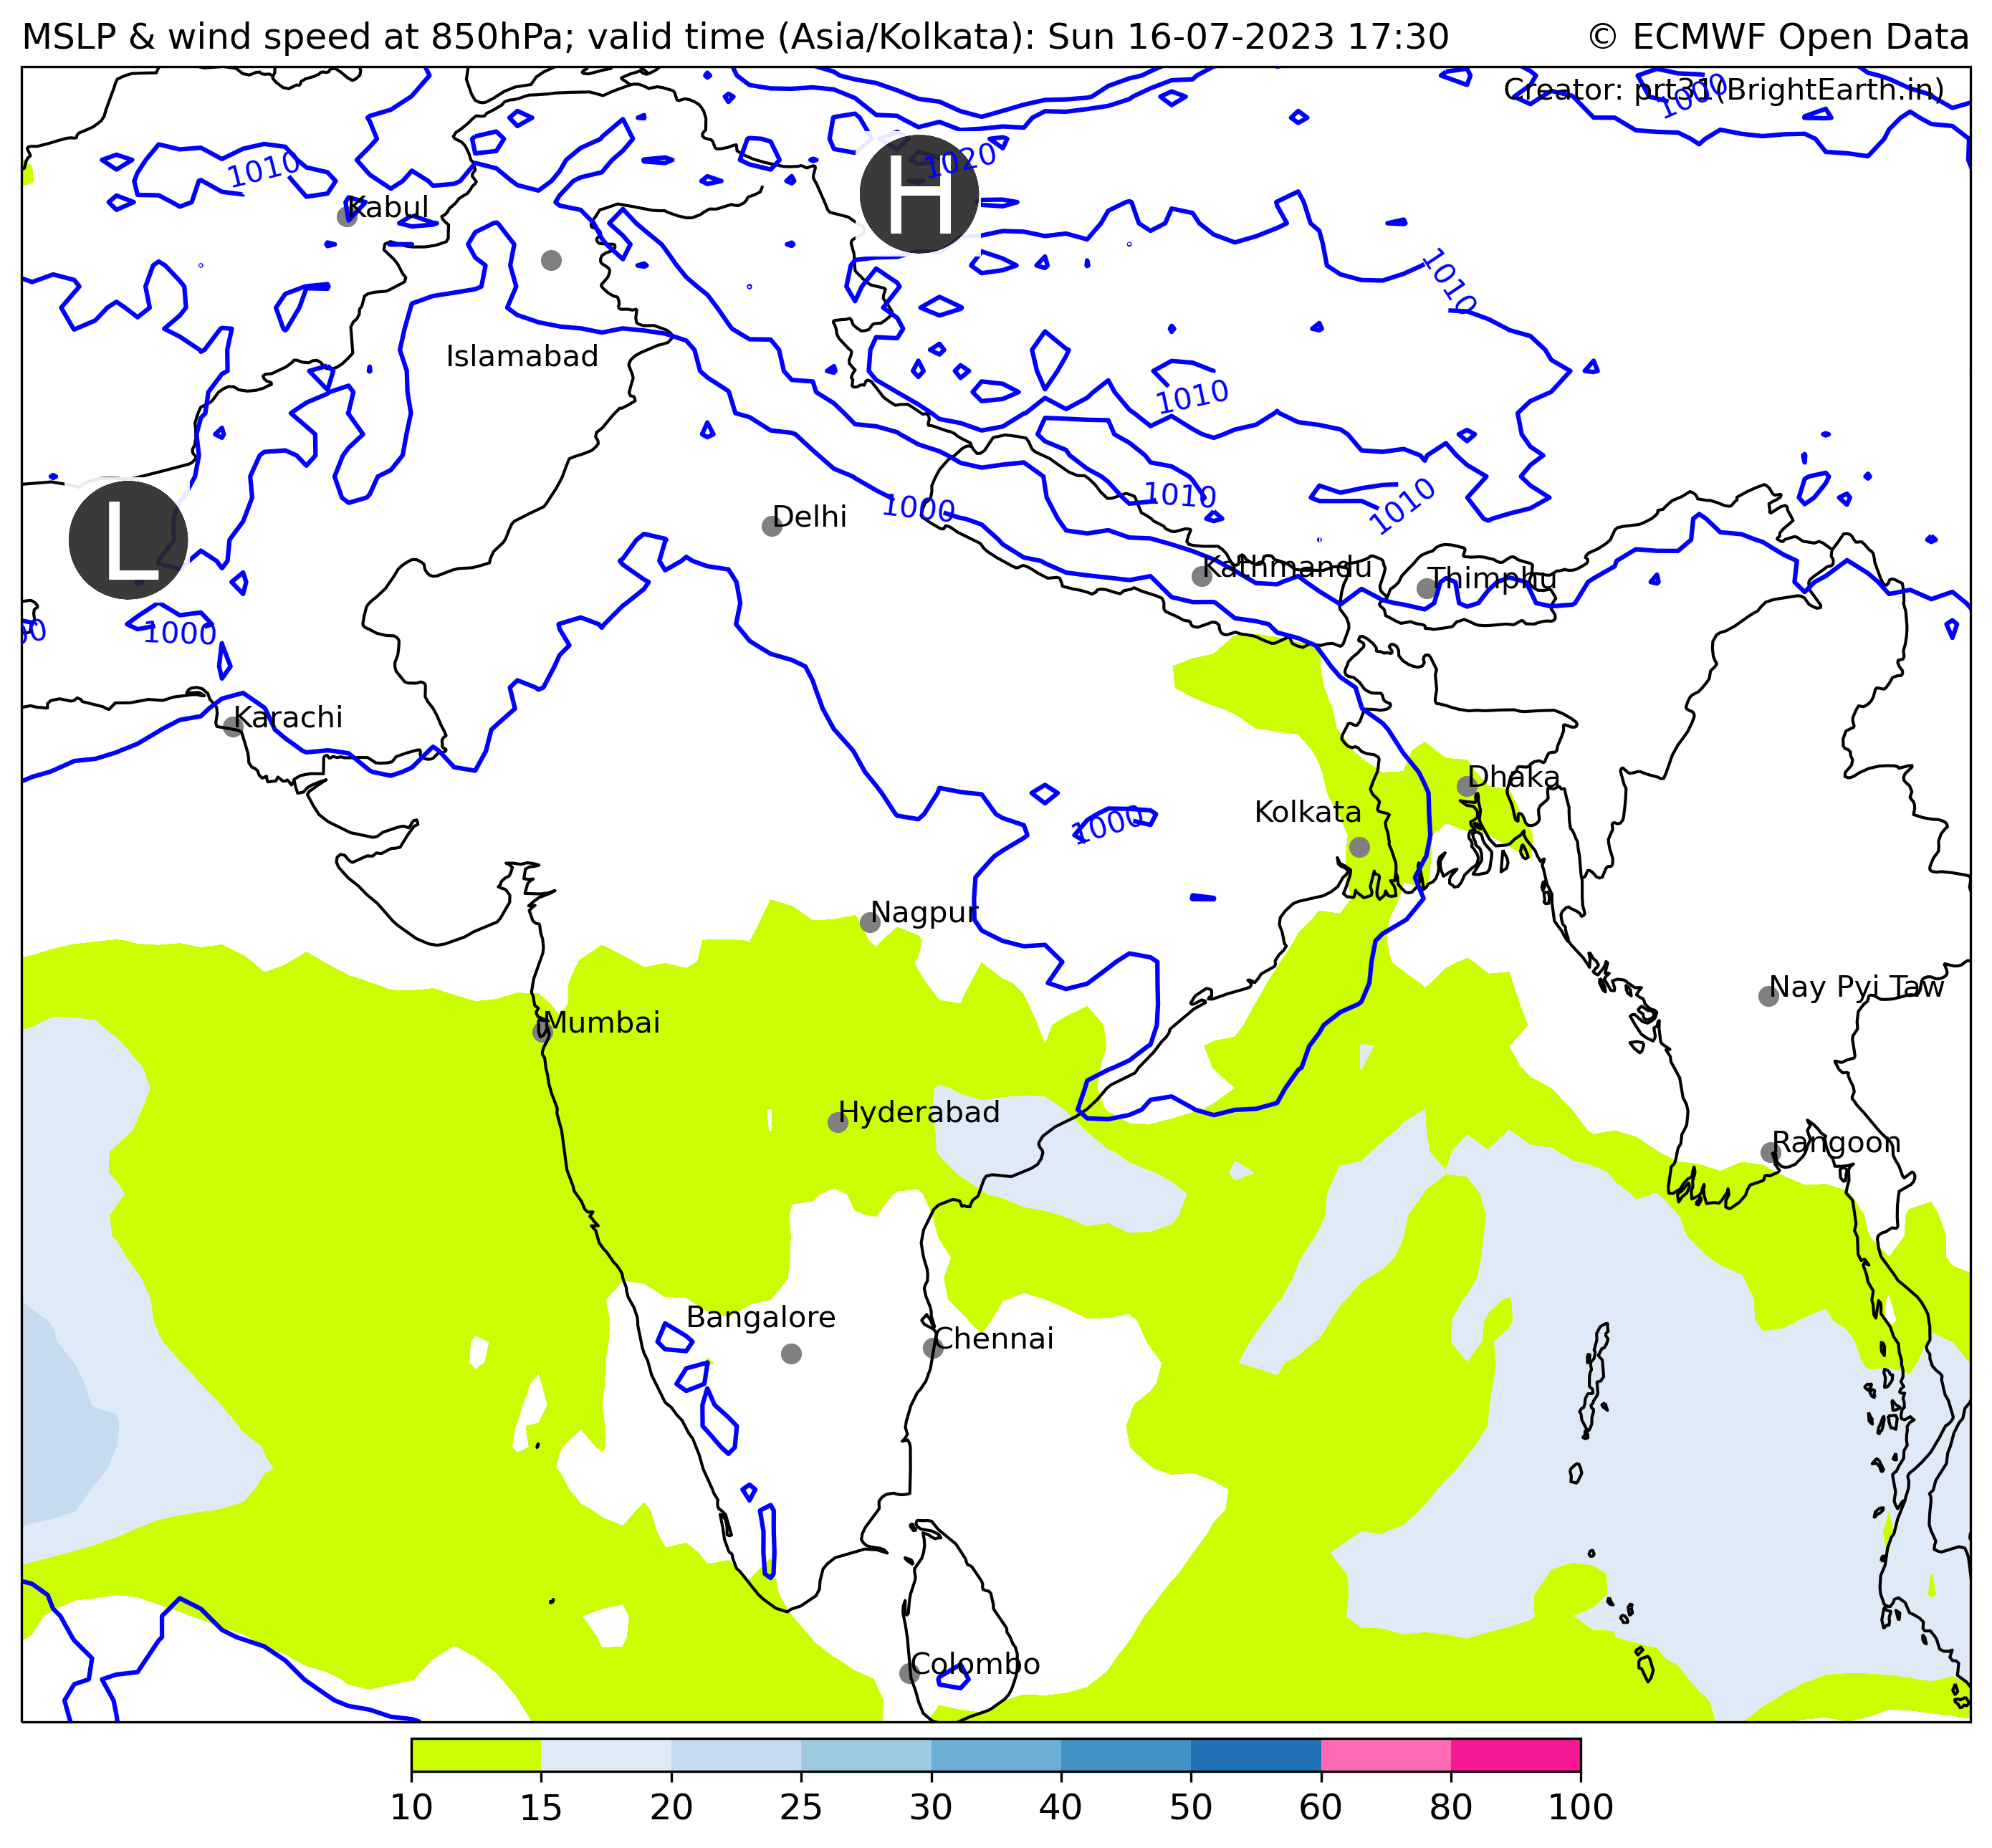 MSLP & wind speed at 850hPa; valid time (Asia/Kolkata): Sun 16-07-2023 17:30
© ECMWF Open Data
Creator: prt31(BrightEarth.in)
1000
1020
H
1010
Kabul
1010
Islamabad
1010
1010
1010
1000
Delhi
L
Kathmandu
Thimphu
1000
Karachi
Dhaka
Kolkata
1000
Nagpur
Nay Pyi Taw
Mumbai
Hyderabad
Rangoon
Bangalore
Chennai
Colombo
10 15 20 25 30 40 50 60 80 100